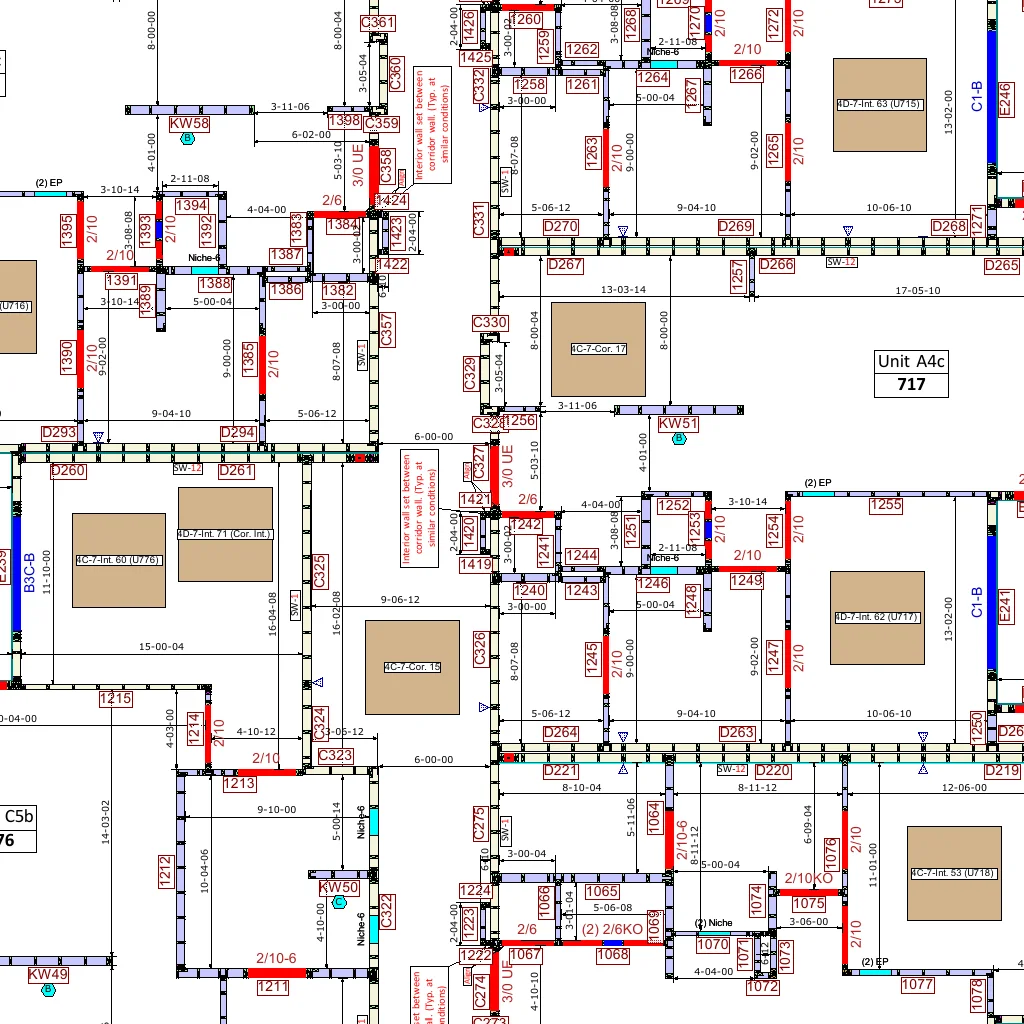 C361
8-00-00
8-00-04
3-05-04
C360
Interior wall set between
corridor wall. (Typ. at
similar conditions)
3-11-06
1398
C359
KW58
B
6-02-00
4-01-00
5-03-10
3/0 UE
C358
Align
1424
(2) EP
3-10-14
2-11-08
1394
2/6
1395
2/10
3-08-08
1393
2/10
1392
4-04-00
1383
1384
1423
2-04-00
Niche-6
1387
1422
1391
1388
1386
1382
3-10-14
1389
5-00-04
3-00-00
(U716)
1390
2/10
9-02-00
9-00-00
1385
2/10
8-07-08
SW-1
C357
9-04-10
5-06-12
D293
D294
6-00-00
D260
SW-12
D261
1426
2-04-00
1425
1260
3-00-02
1259
1262
3-08-08
1268
2-11-08
Niche-6
1270
2/10
1272
2/10
1266
C332
1258
1261
1264
1267
3-00-00
5-00-04
8-07-08
SW-1
1263
2/10
9-00-00
9-02-00
1265
2/10
4D-7-Int. 63 (U715)
13-02-00
C1-B
E246
C331
5-06-12
9-04-10
10-06-10
D270
D269
D268
1271
D267
1257
D266
SW-12
D265
13-03-14
17-05-10
8-00-04
8-00-00
C330
C329
3-05-04
4C-7-Cor. 17
Unit A4c
717
3-11-06
C328
1256
KW51
B
C327
3/0 UE
5-03-10
4-01-00
Interior wall set between
corridor wall. (Typ. at
similar conditions)
Align
1421
2/6
1242
4-04-00
1252
3-10-14
(2) EP
1255
1420
2-04-00
1419
3-00-02
1241
1244
3-08-08
1251
2-11-08
Niche-6
1253
2/10
1254
2/10
2/10
1249
1240
1243
1246
1248
3-00-00
5-00-04
C1-B
E241
13-02-00
4D-7-Int. 62 (U717)
C326
8-07-08
1245
2/10
9-00-00
9-02-00
1247
2/10
5-06-12
9-04-10
10-06-10
D264
D263
1250
D221
SW-12
D220
D219
E239
B3C-B
11-10-00
4C-7-Int. 60 (U776)
4D-7-Int. 71 (Cor. Int.)
16-04-08
SW-1
C325
16-02-08
9-06-12
4C-7-Cor. 15
15-00-04
1215
4-03-00
1214
2/10
4-10-12
C324
3-05-12
2/10
C323
6-00-00
1213
9-10-00
5-00-14
Niche-6
C5b
14-03-02
1212
10-04-06
KW50
C
4-10-00
Niche-6
C322
2/10-6
1211
KW49
B
8-10-04
8-11-12
12-06-00
C275
SW-1
5-11-06
1064
2/10-6
8-11-12
6-09-04
1076
2/10
11-01-00
4C-7-Int. 53 (U718)
3-00-04
5-00-04
2/10KO
1224
1065
1066
1074
1075
1223
2-04-00
3-01-04
5-06-08
1069
(2) Niche
3-06-00
2/10
2/6
(2) 2/6KO
1070
1071
1073
1222
1067
1068
4-04-00
1072
(2) EP
1077
1078
Align
C274
3/0 UE
4-10-10
C273